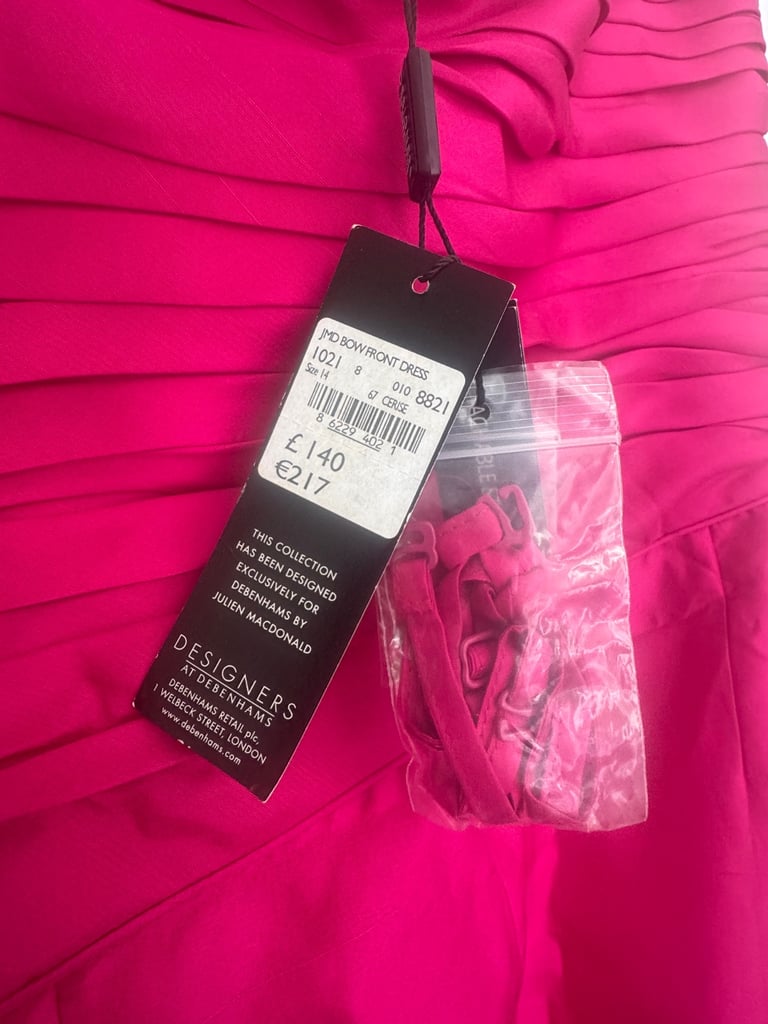 JMD BOW FRONT DRESS
1021 8 010 8821
Size 14 67 CERISE
8 6229 402 1
£140
€217
THIS COLLECTION
HAS BEEN DESIGNED
EXCLUSIVELY FOR
DEBENHAMS BY
JULIEN MACDONALD
DESIGNERS
AT DEBENHAMS
DEBENHAMS RETAIL plc,
1 WELBECK STREET, LONDON
www.debenhams.com